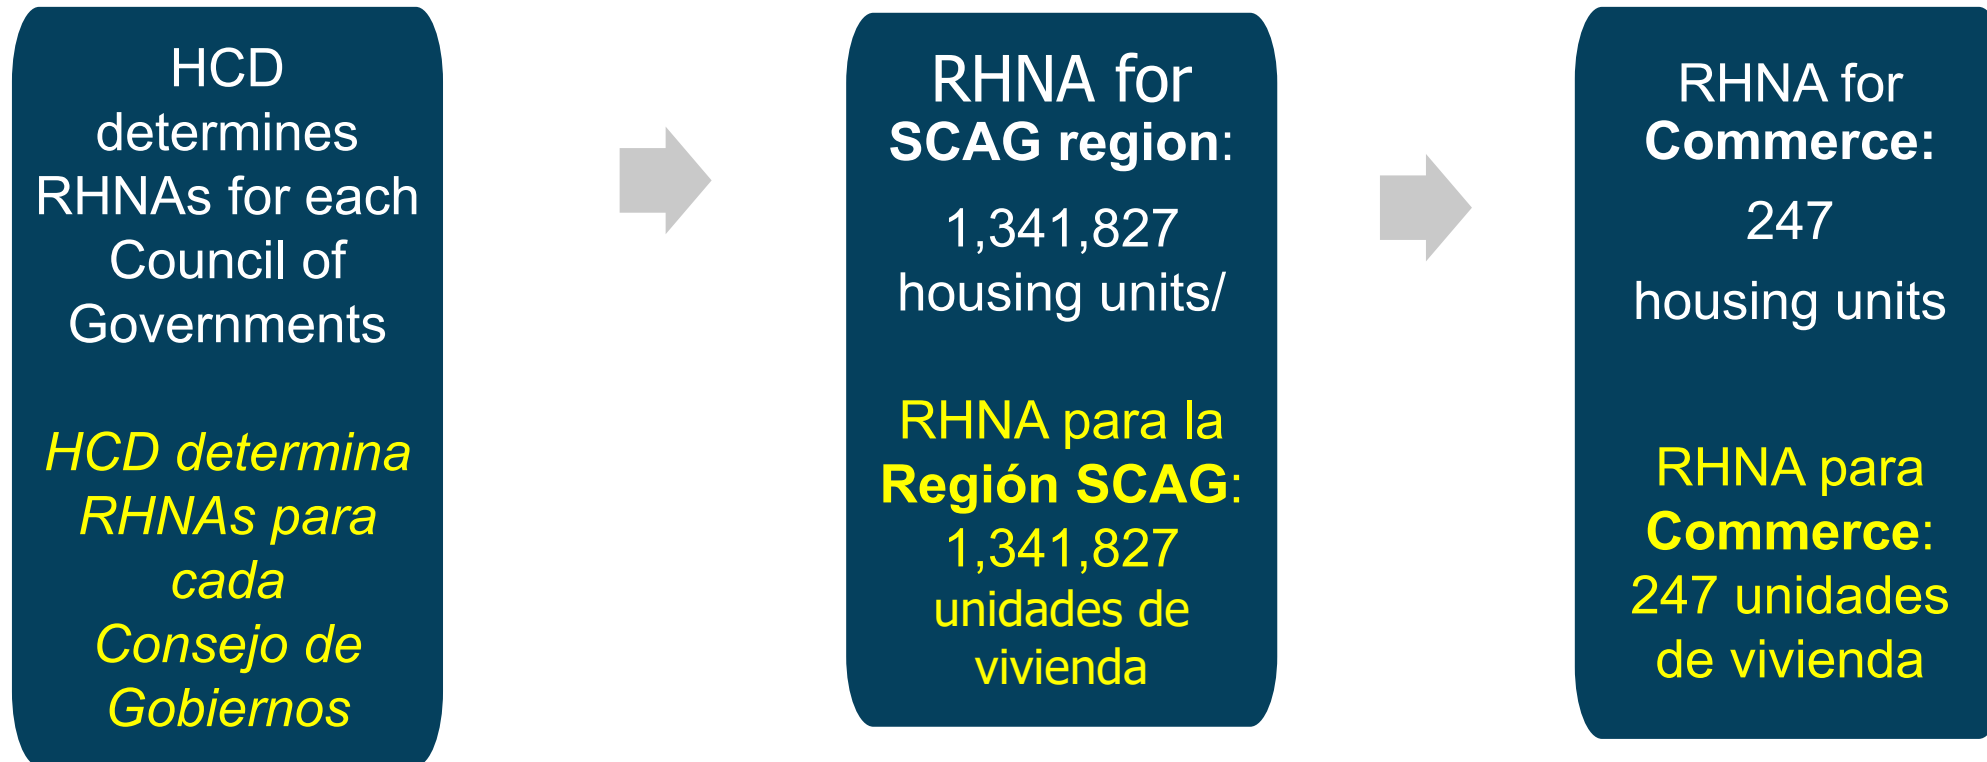 HCD
determines
RHNAs for each
Council of
Governments
HCD determina
RHNAs para
cada
Consejo de
Gobiernos
RHNA for
SCAG region:
1,341,827
housing units/
RHNA para la
Región SCAG:
1,341,827
unidades de
vivienda
RHNA for
Commerce:
247
housing units
RHNA para
Commerce:
247 unidades
de vivienda